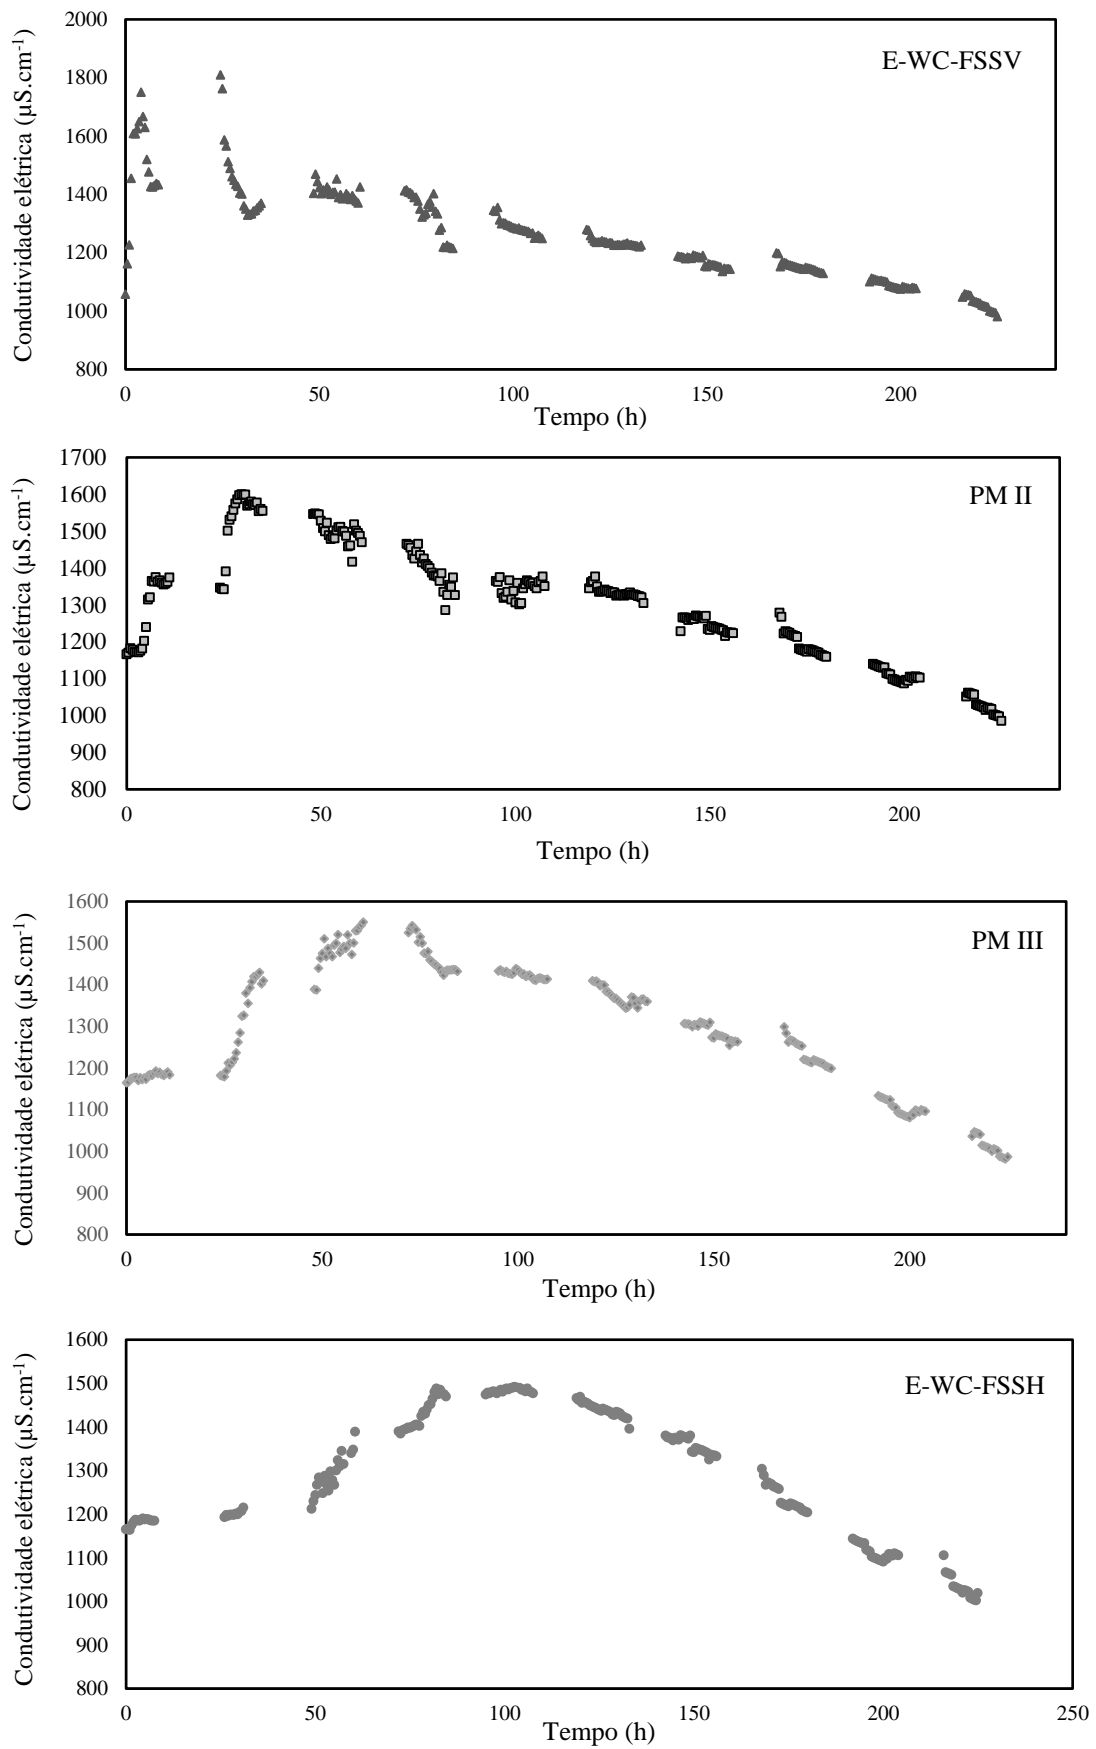 E-WC-FSSV
Condutividade elétrica (µS.cm-1)
2000
1800
1600
1400
1200
1000
800
0 50 100 150 200
Tempo (h)
PM II
Condutividade elétrica (µS.cm-1)
1700
1600
1500
1400
1300
1200
1100
1000
900
800
0 50 100 150 200
Tempo (h)
PM III
Condutividade elétrica (µS.cm-1)
1600
1500
1400
1300
1200
1100
1000
900
800
0 50 100 150 200
Tempo (h)
E-WC-FSSH
Condutividade elétrica (µS.cm-1)
1600
1500
1400
1300
1200
1100
1000
900
800
0 50 100 150 200 250
Tempo (h)